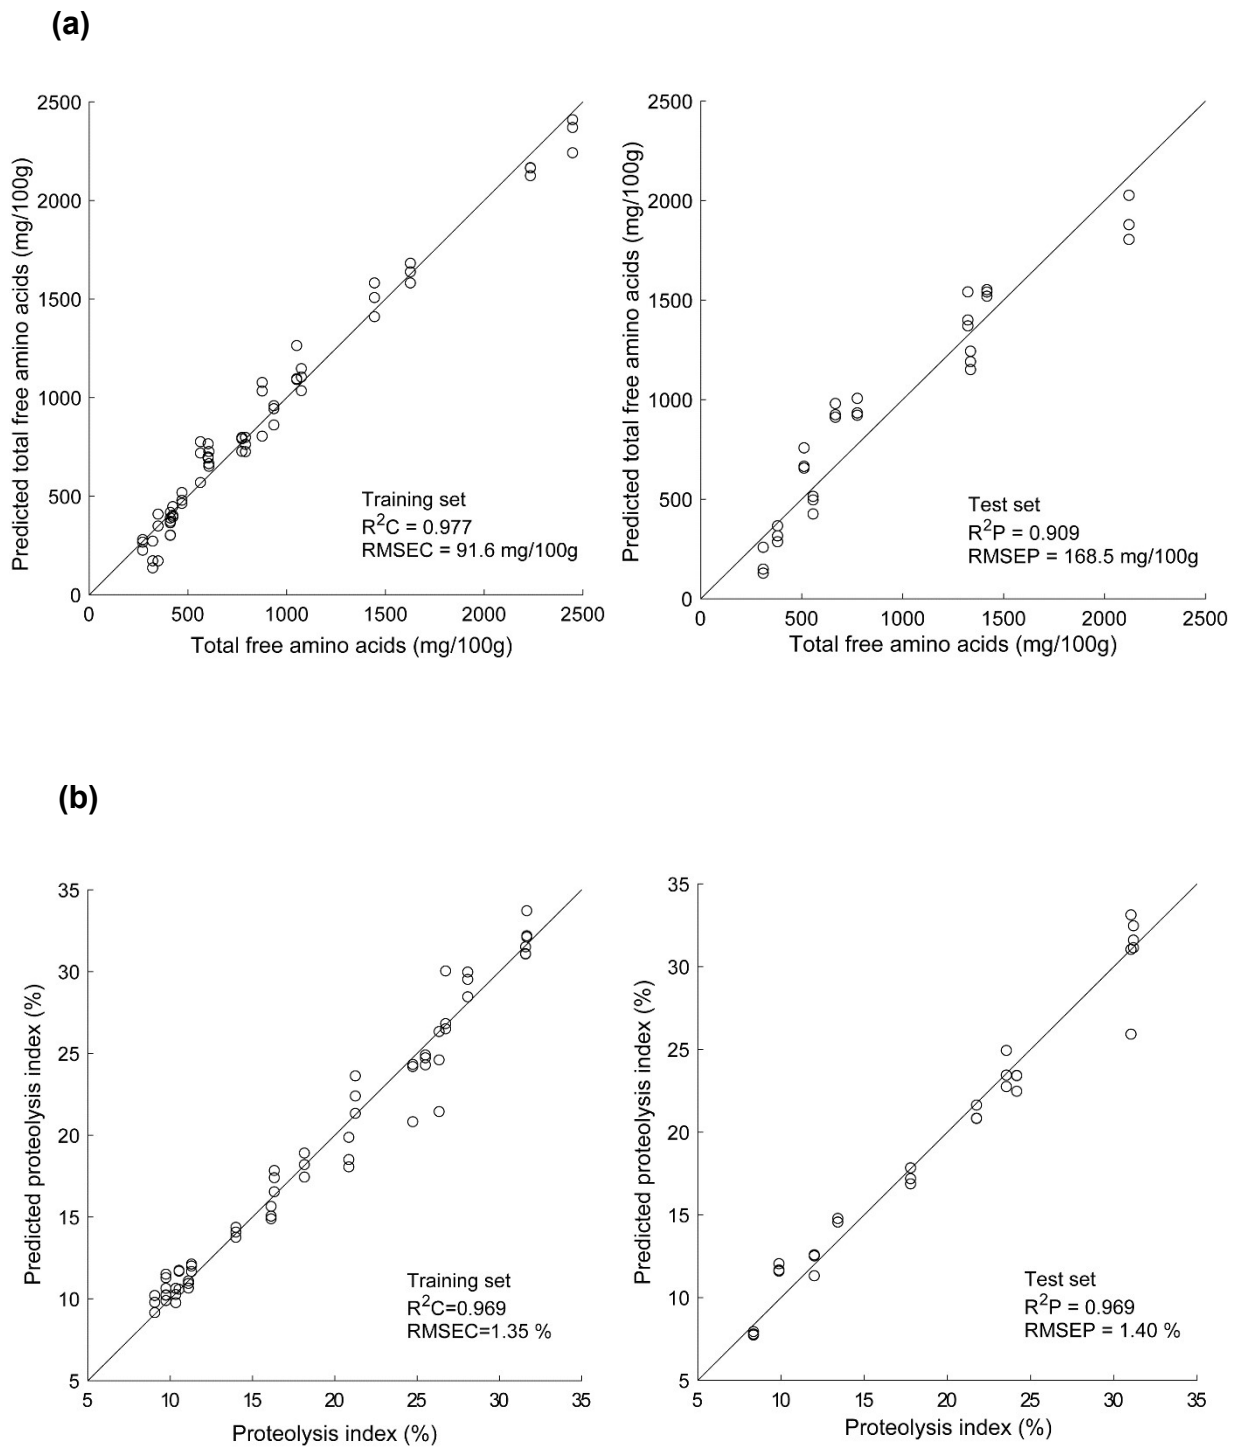 (a)
2500
2000
1500
1000
500
0
0 500 1000 1500 2000 2500
Predicted total free amino acids (mg/100g)
Total free amino acids (mg/100g)
Training set
R²C = 0.977
RMSEC = 91.6 mg/100g
2500
2000
1500
1000
500
0
0 500 1000 1500 2000 2500
Predicted total free amino acids (mg/100g)
Total free amino acids (mg/100g)
Test set
R²P = 0.909
RMSEP = 168.5 mg/100g
(b)
35
30
25
20
15
10
5
5 10 15 20 25 30 35
Predicted proteolysis index (%)
Proteolysis index (%)
Training set
R²C=0.969
RMSEC=1.35 %
35
30
25
20
15
10
5
5 10 15 20 25 30 35
Predicted proteolysis index (%)
Proteolysis index (%)
Test set
R²P = 0.969
RMSEP = 1.40 %